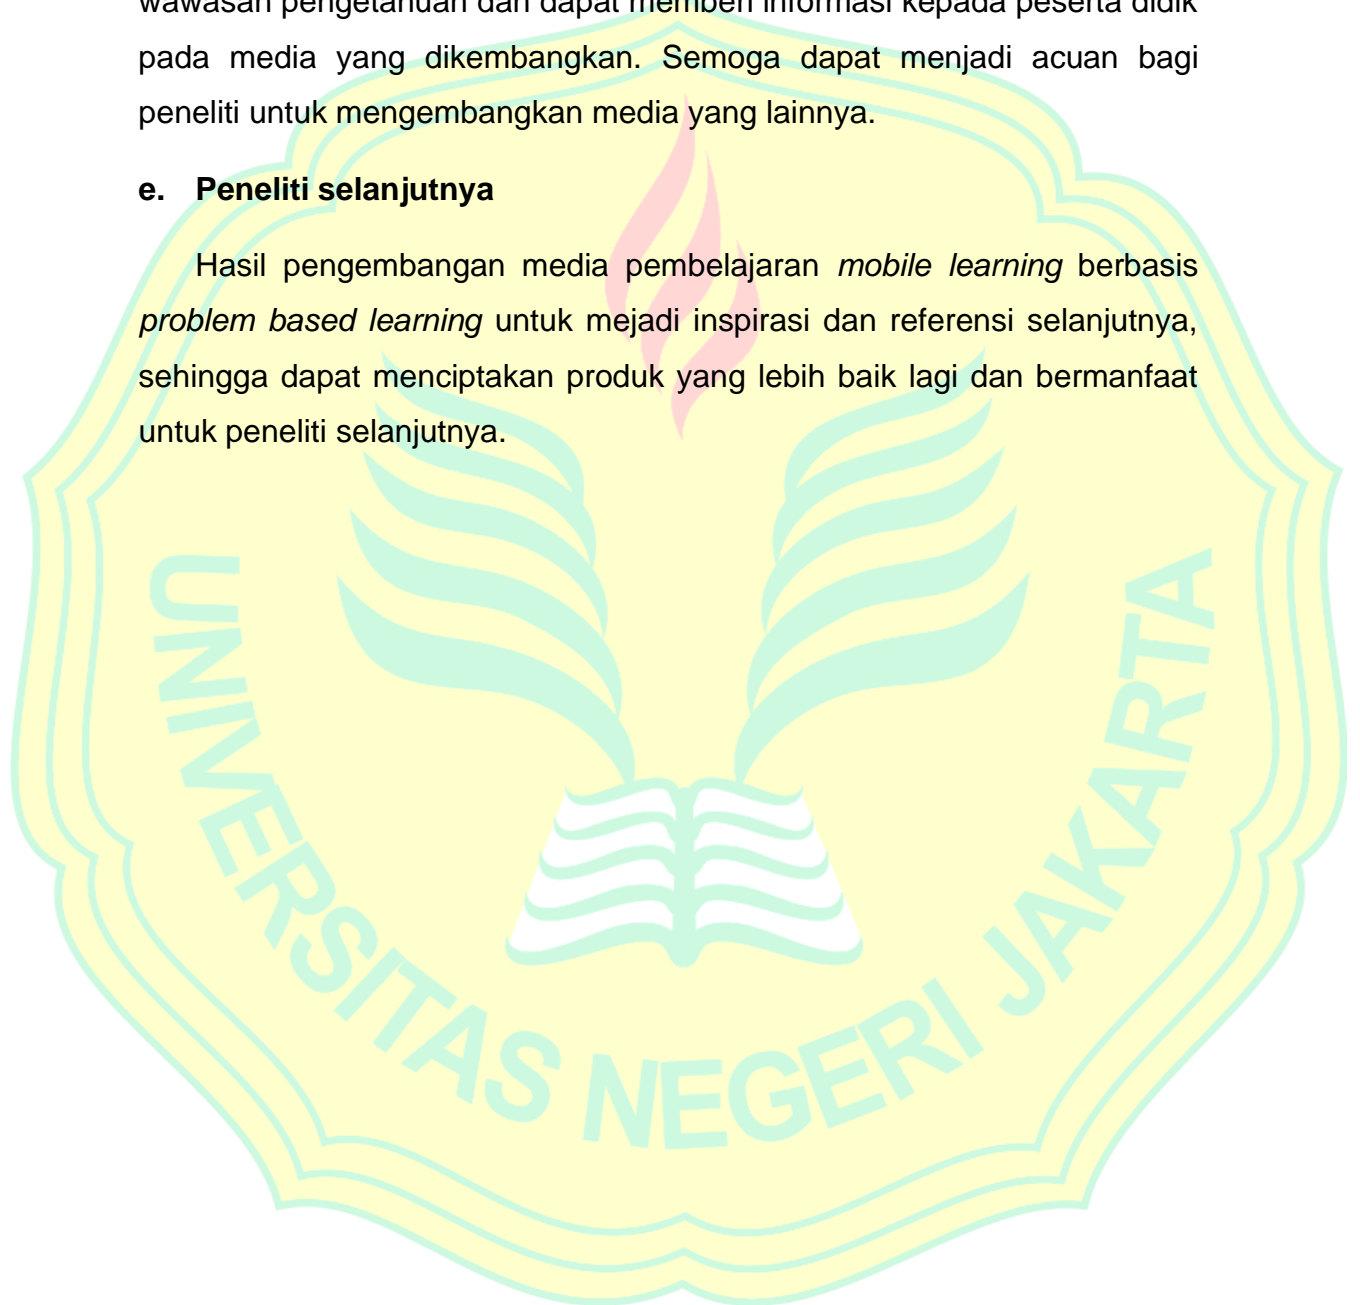 wawasan pengetahuan dan dapat memberi informasi kepada peserta didik
pada media yang dikembangkan. Semoga dapat menjadi acuan bagi
peneliti untuk mengembangkan media yang lainnya.
e. Peneliti selanjutnya
Hasil pengembangan media pembelajaran mobile learning berbasis
problem based learning untuk mejadi inspirasi dan referensi selanjutnya,
sehingga dapat menciptakan produk yang lebih baik lagi dan bermanfaat
untuk peneliti selanjutnya.
UNIVERSITAS NEGERI JAKARTA